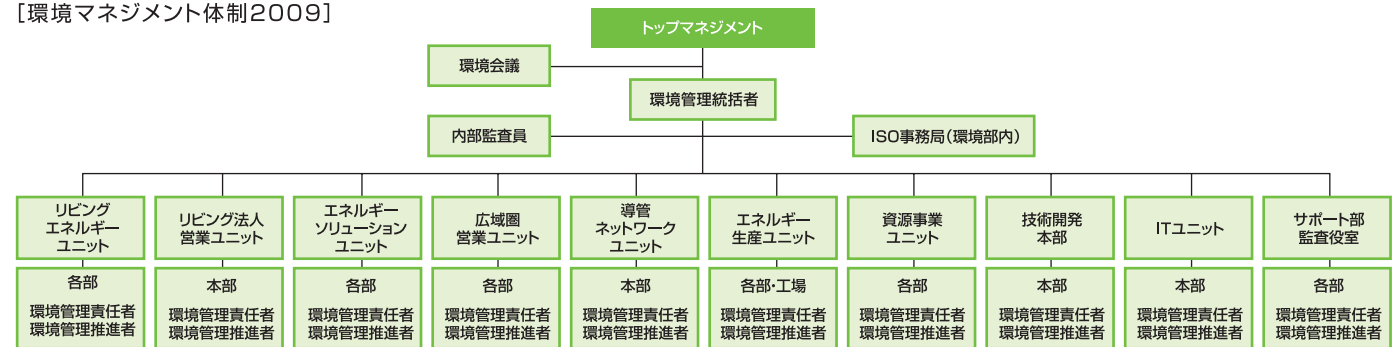 [環境マネジメント体制2009]
トップマネジメント
環境会議
環境管理統括者
内部監査員
ISO事務局(環境部内)
リビング
エネルギー
ユニット
リビング法人
営業ユニット
エネルギー
ソリューション
ユニット
広域圏
営業ユニット
導管
ネットワーク
ユニット
エネルギー
生産ユニット
資源事業
ユニット
技術開発
本部
ITユニット
サポート部
監査役室
各部
環境管理責任者
環境管理推進者
本部
環境管理責任者
環境管理推進者
各部
環境管理責任者
環境管理推進者
各部
環境管理責任者
環境管理推進者
本部
環境管理責任者
環境管理推進者
各部・工場
環境管理責任者
環境管理推進者
各部
環境管理責任者
環境管理推進者
本部
環境管理責任者
環境管理推進者
本部
環境管理責任者
環境管理推進者
各部
環境管理責任者
環境管理推進者